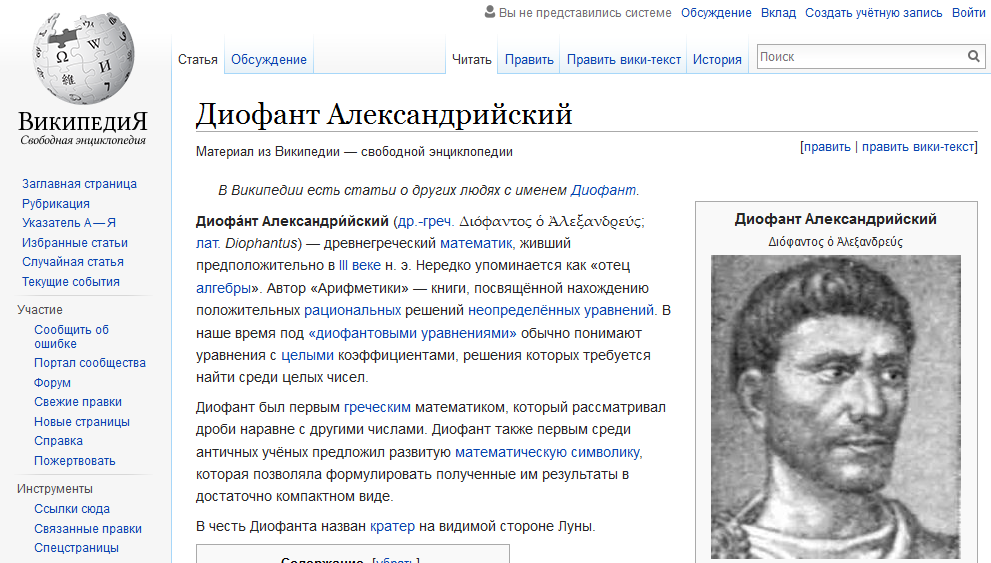 Вы не представились системе Обсуждение Вклад Создать учётную запись Войти
Статья Обсуждение Читать Править Править вики-текст История Поиск
Ω W И 維 7
ВикипедиЯ
Свободная энциклопедия
Заглавная страница
Рубрикация
Указатель А — Я
Избранные статьи
Случайная статья
Текущие события
Участие
Сообщить об
ошибке
Портал сообщества
Форум
Свежие правки
Новые страницы
Справка
Пожертвовать
Инструменты
Ссылки сюда
Связанные правки
Спецстраницы
Диофант Александрийский
Материал из Википедии — свободной энциклопедии
[править | править вики-текст]
В Википедии есть статьи о других людях с именем Диофант.
Диофа́нт Александри́йский (др.-греч. Διόφαντος ὁ Ἀλεξανδρεύς;
лат. Diophantus) — древнегреческий математик, живший
предположительно в III веке н. э. Нередко упоминается как «отец
алгебры». Автор «Арифметики» — книги, посвящённой нахождению
положительных рациональных решений неопределённых уравнений. В
наше время под «диофантовыми уравнениями» обычно понимают
уравнения с целыми коэффициентами, решения которых требуется
найти среди целых чисел.
Диофант был первым греческим математиком, который рассматривал
дроби наравне с другими числами. Диофант также первым среди
античных учёных предложил развитую математическую символику,
которая позволяла формулировать полученные им результаты в
достаточно компактном виде.
В честь Диофанта назван кратер на видимой стороне Луны.
Содержание [убрать]
Диофант Александрийский
Διόφαντος ὁ Ἀλεξανδρεύς